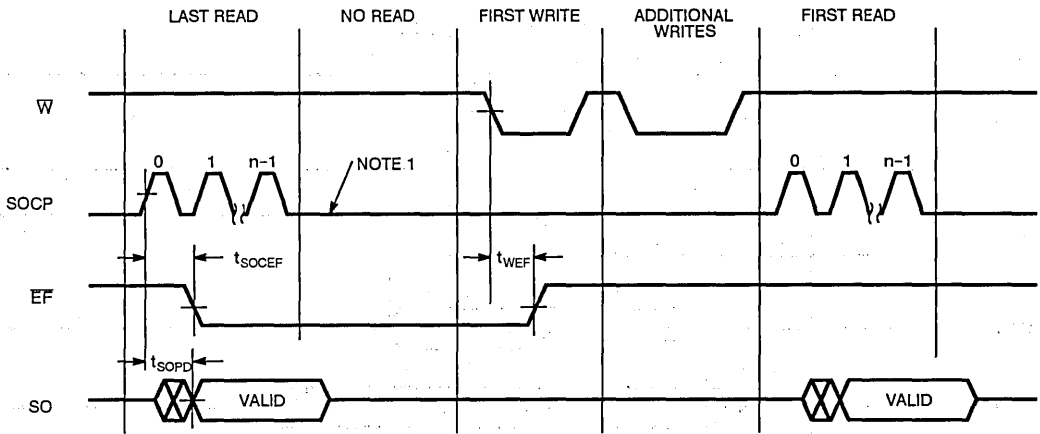 LAST READ NO READ FIRST WRITE ADDITIONAL WRITES FIRST READ
W̅
0 1 n-1 NOTE 1 0 1 n-1
SOCP
tSOCEF tWEF
E̅F̅
tSOPD
SO VALID VALID